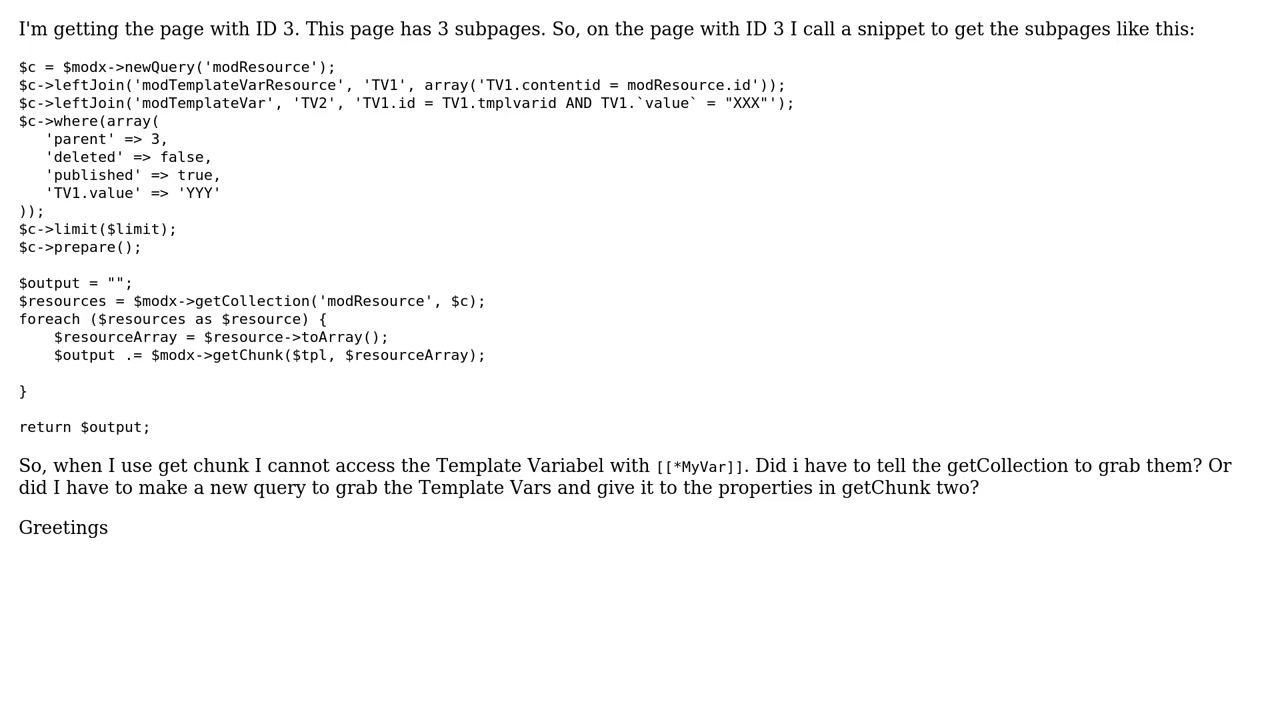 I'm getting the page with ID 3. This page has 3 subpages. So, on the page with ID 3 I call a snippet to get the subpages like this:
$c = $modx->newQuery('modResource');
$c->leftJoin('modTemplateVarResource', 'TV1', array('TV1.contentid = modResource.id'));
$c->leftJoin('modTemplateVar', 'TV2', 'TV1.id = TV1.tmplvarid AND TV1.`value` = "XXX"');
$c->where(array(
   'parent' => 3,
   'deleted' => false,
   'published' => true,
   'TV1.value' => 'YYY'
));
$c->limit($limit);
$c->prepare();
$output = "";
$resources = $modx->getCollection('modResource', $c);
foreach ($resources as $resource) {
    $resourceArray = $resource->toArray();
    $output .= $modx->getChunk($tpl, $resourceArray);
}
return $output;
So, when I use get chunk I cannot access the Template Variabel with [[*MyVar]]. Did i have to tell the getCollection to grab them? Or
did I have to make a new query to grab the Template Vars and give it to the properties in getChunk two?
Greetings